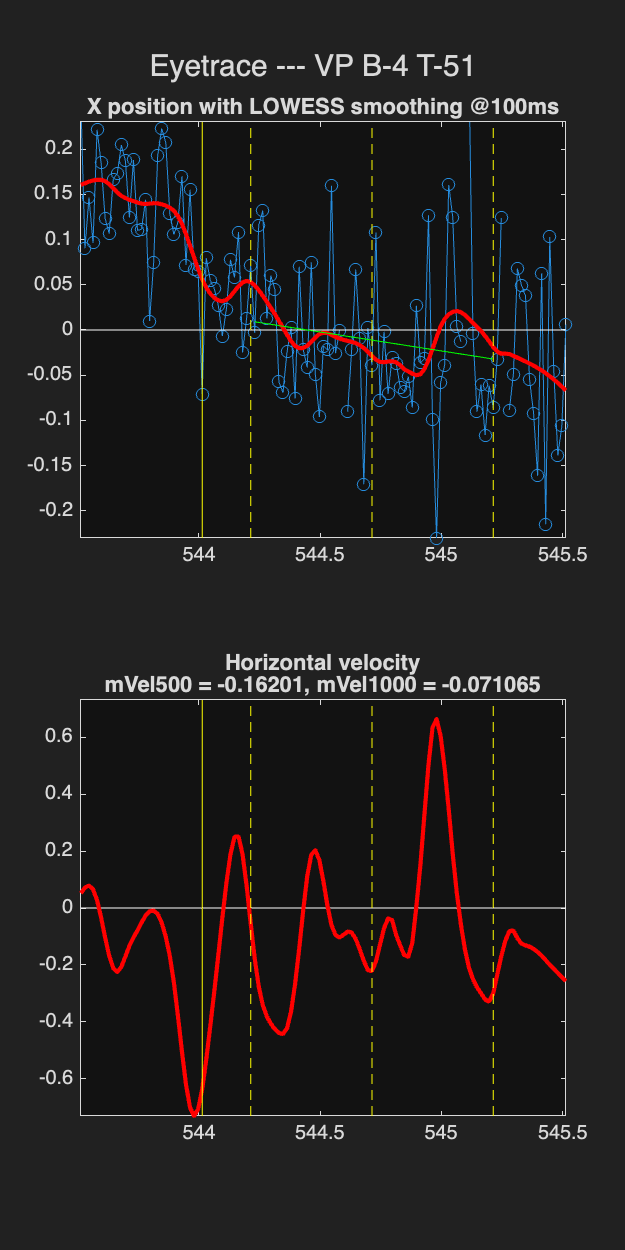 Eyetrace --- VP B-4 T-51
X position with LOWESS smoothing @100ms
0.2
0.15
0.1
0.05
0
-0.05
-0.1
-0.15
-0.2
544 544.5 545 545.5
Horizontal velocity
mVel500 = -0.16201, mVel1000 = -0.071065
0.6
0.4
0.2
0
-0.2
-0.4
-0.6
544 544.5 545 545.5